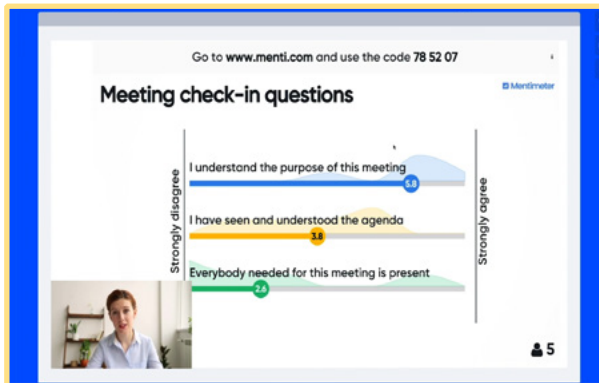 Go to www.menti.com and use the code 78 52 07
Meeting check-in questions
Mentimeter
Strongly disagree
I understand the purpose of this meeting
5.8
I have seen and understood the agenda
3.8
Everybody needed for this meeting is present
2.6
Strongly agree
5